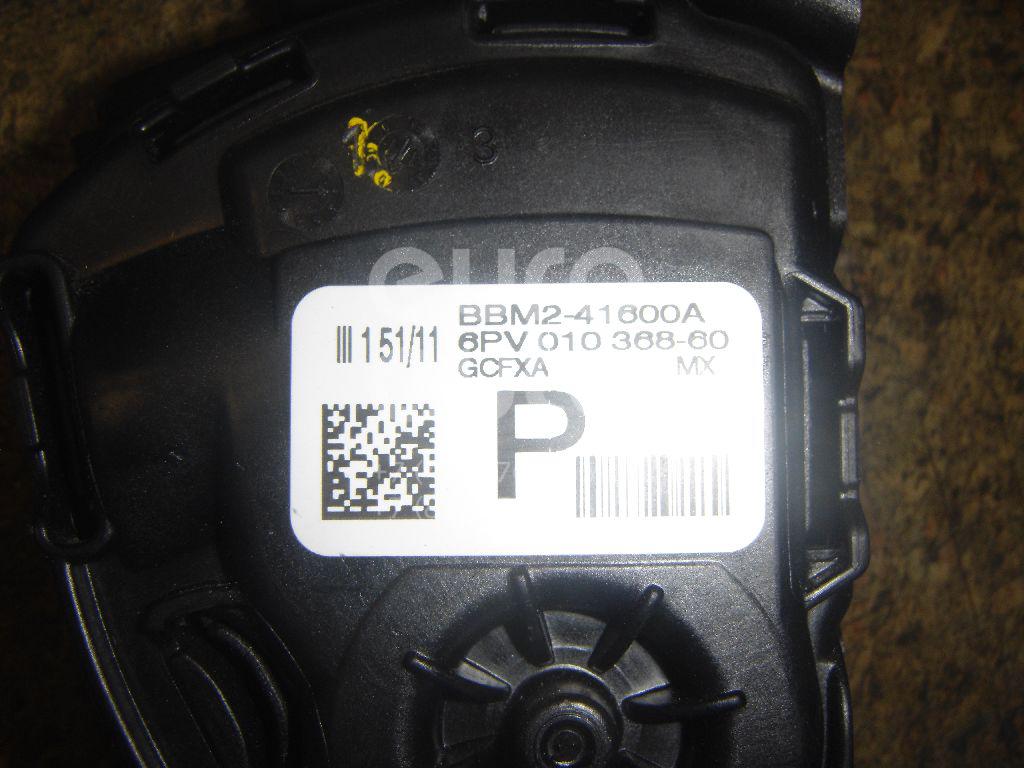 3
euro
BBM2-41600A
III 151/11 6PV 010 368-60
GCFXA MX
P